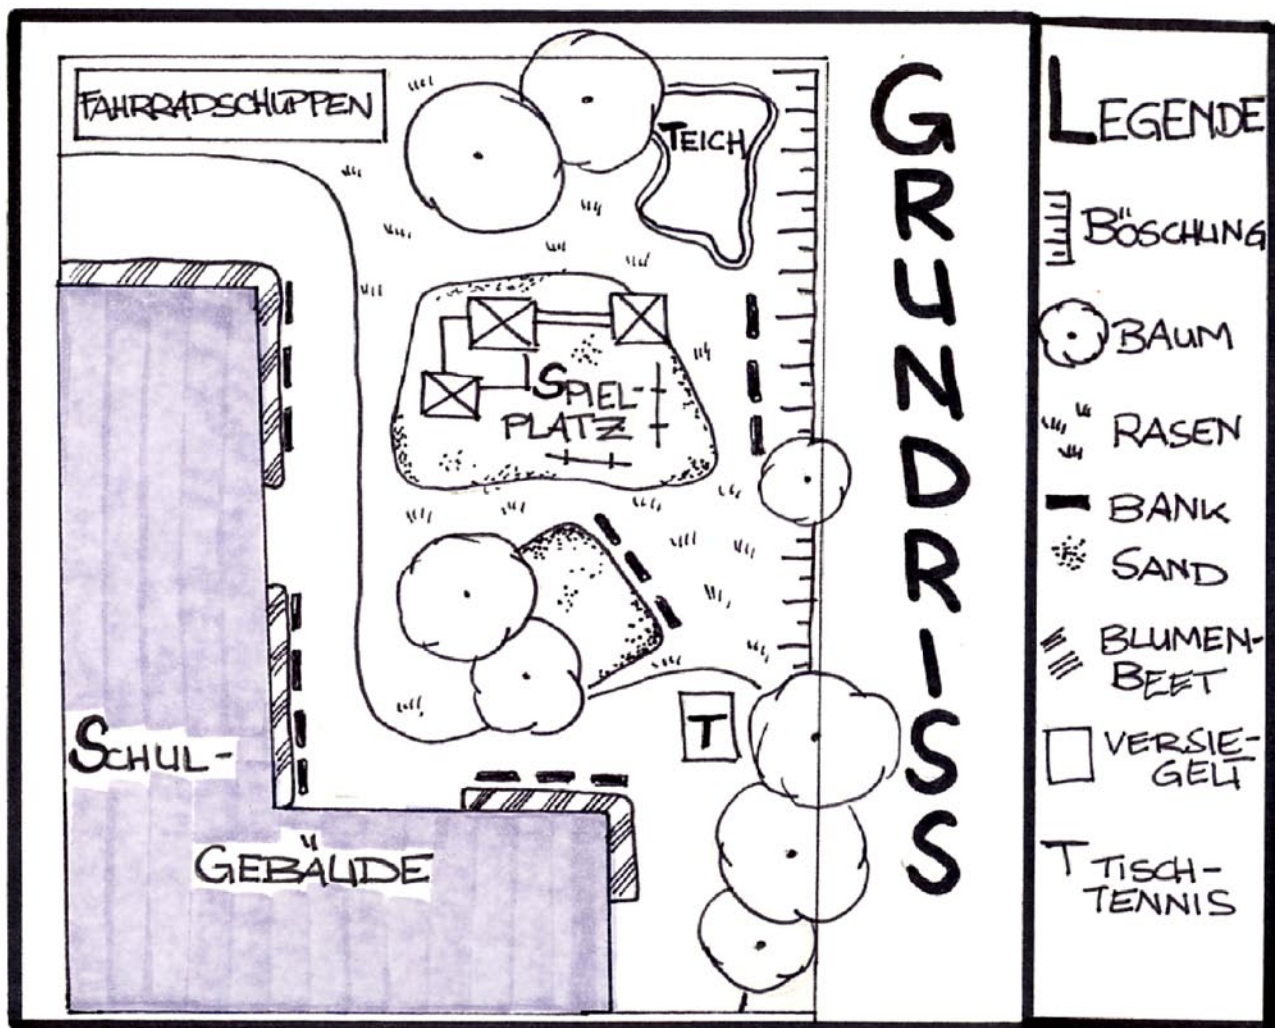 FAHRRADSCHUPPEN
TEICH
SPIEL-
PLATZ
T
SCHUL-
GEBÄUDE
GRUNDRISS
LEGENDE
BÖSCHUNG
BAUM
RASEN
BANK
SAND
BLUMEN-
BEET
VERSIE-
GELT
T TISCH-
TENNIS